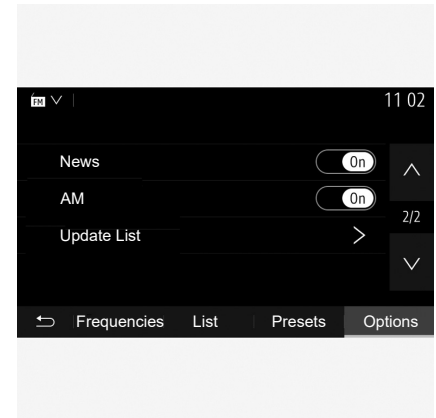 FM 11 02
News On
AM On
2/2
Update List
Frequencies List Presets Options